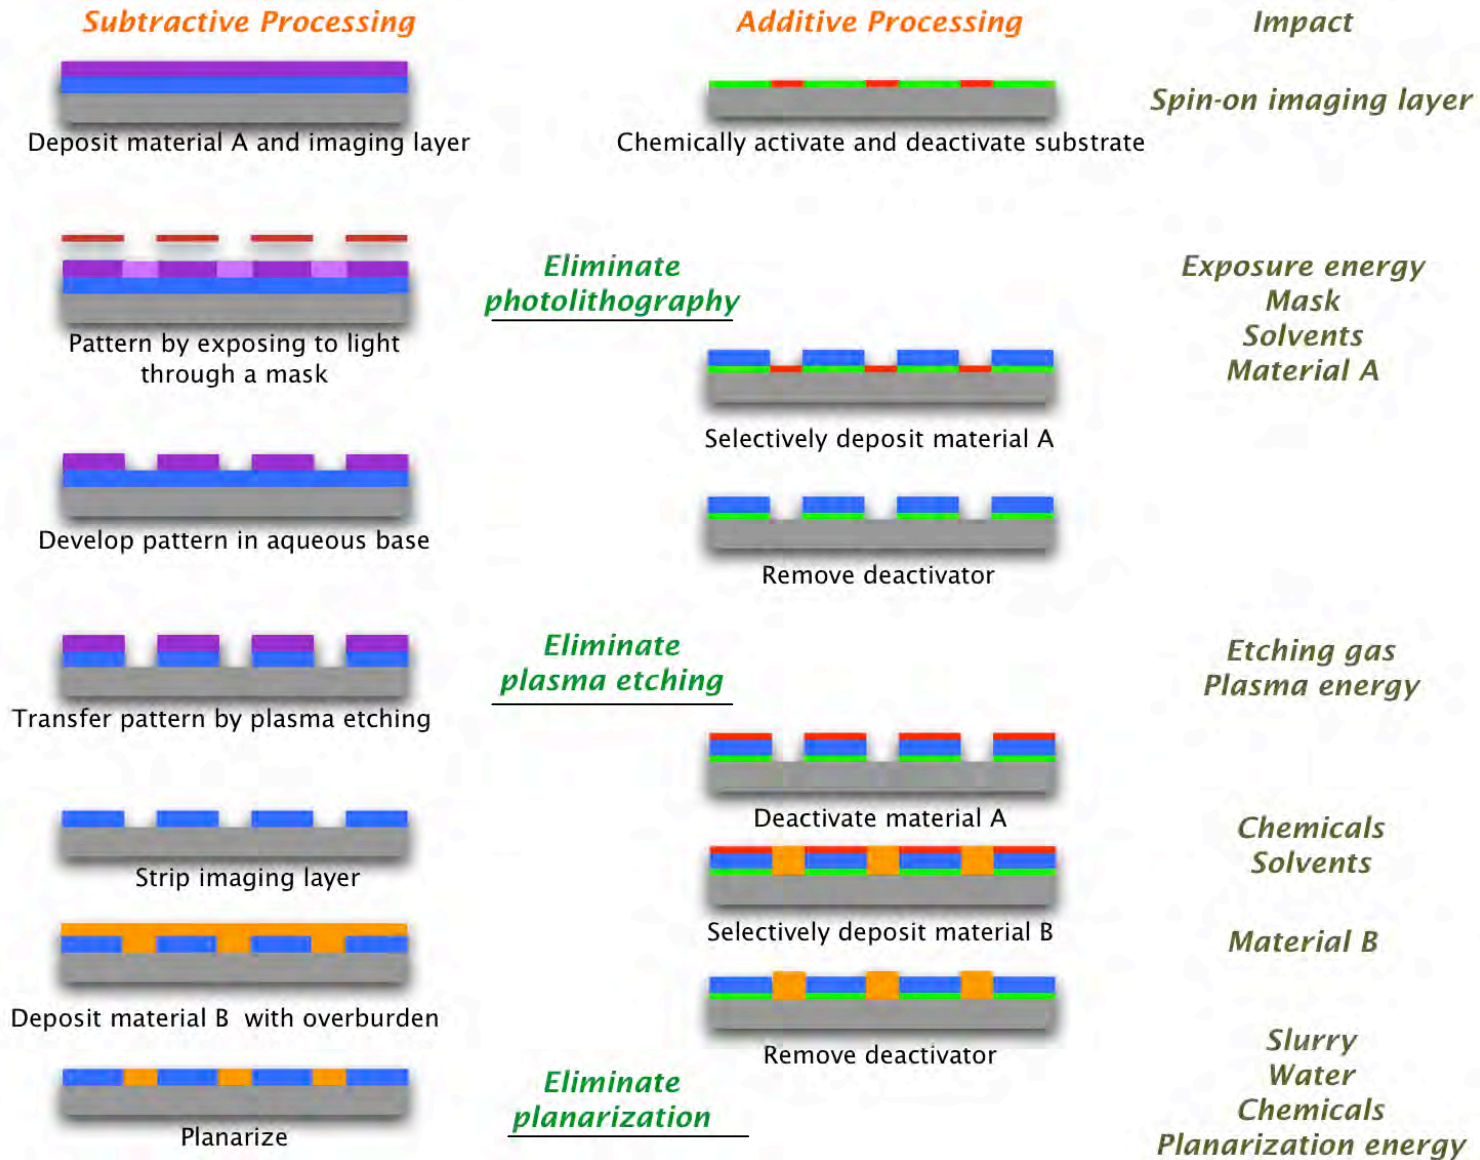 Subtractive Processing
Additive Processing
Impact
Deposit material A and imaging layer
Chemically activate and deactivate substrate
Spin-on imaging layer
Pattern by exposing to light
through a mask
Eliminate
photolithography
Exposure energy
Mask
Solvents
Material A
Selectively deposit material A
Develop pattern in aqueous base
Remove deactivator
Transfer pattern by plasma etching
Eliminate
plasma etching
Etching gas
Plasma energy
Deactivate material A
Strip imaging layer
Chemicals
Solvents
Selectively deposit material B
Material B
Deposit material B with overburden
Remove deactivator
Planarize
Eliminate
planarization
Slurry
Water
Chemicals
Planarization energy